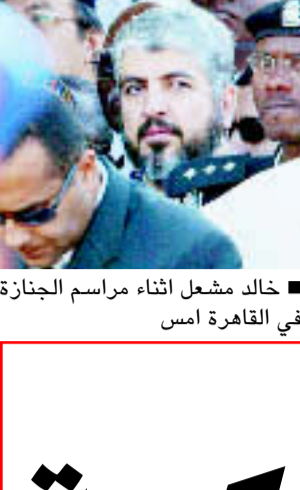 ■ خالد مشعل اثناء مراسم الجنازة
في القاهرة امس